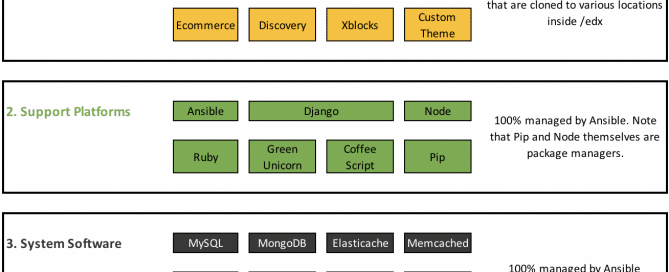 that are cloned to various locations
inside /edx
Ecommerce Discovery Xblocks Custom
Theme
2. Support Platforms
Ansible Django Node
100% managed by Ansible. Note
that Pip and Node themselves are
package managers.
Ruby Green
Unicorn Coffee
Script Pip
3. System Software
MySQL MongoDB Elasticache Memcached
100% managed by Ansible